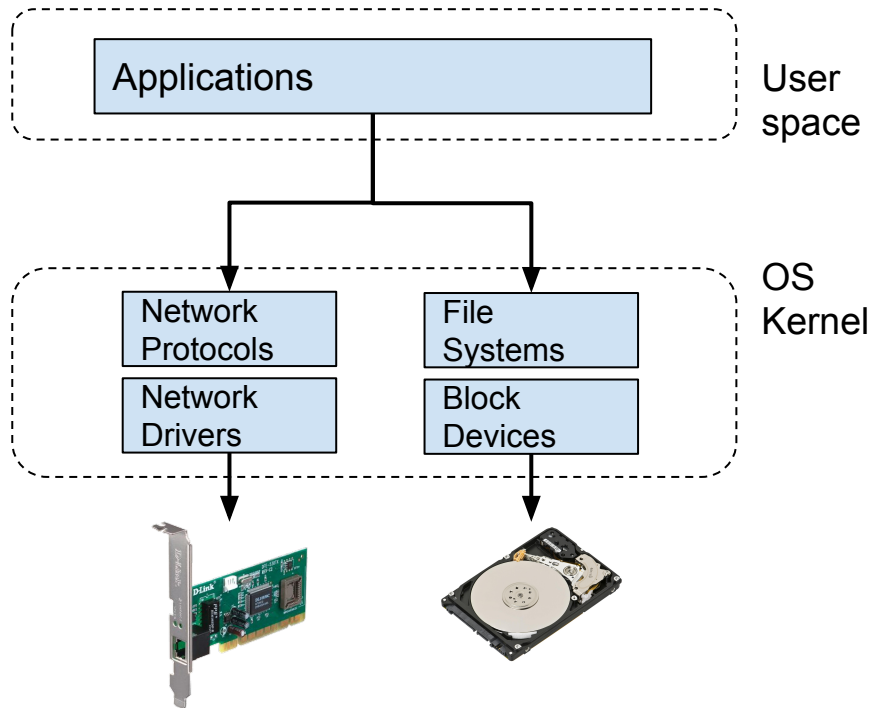 Applications
User
space
OS
Kernel
Network
Protocols
File
Systems
Network
Drivers
Block
Devices
D-Link